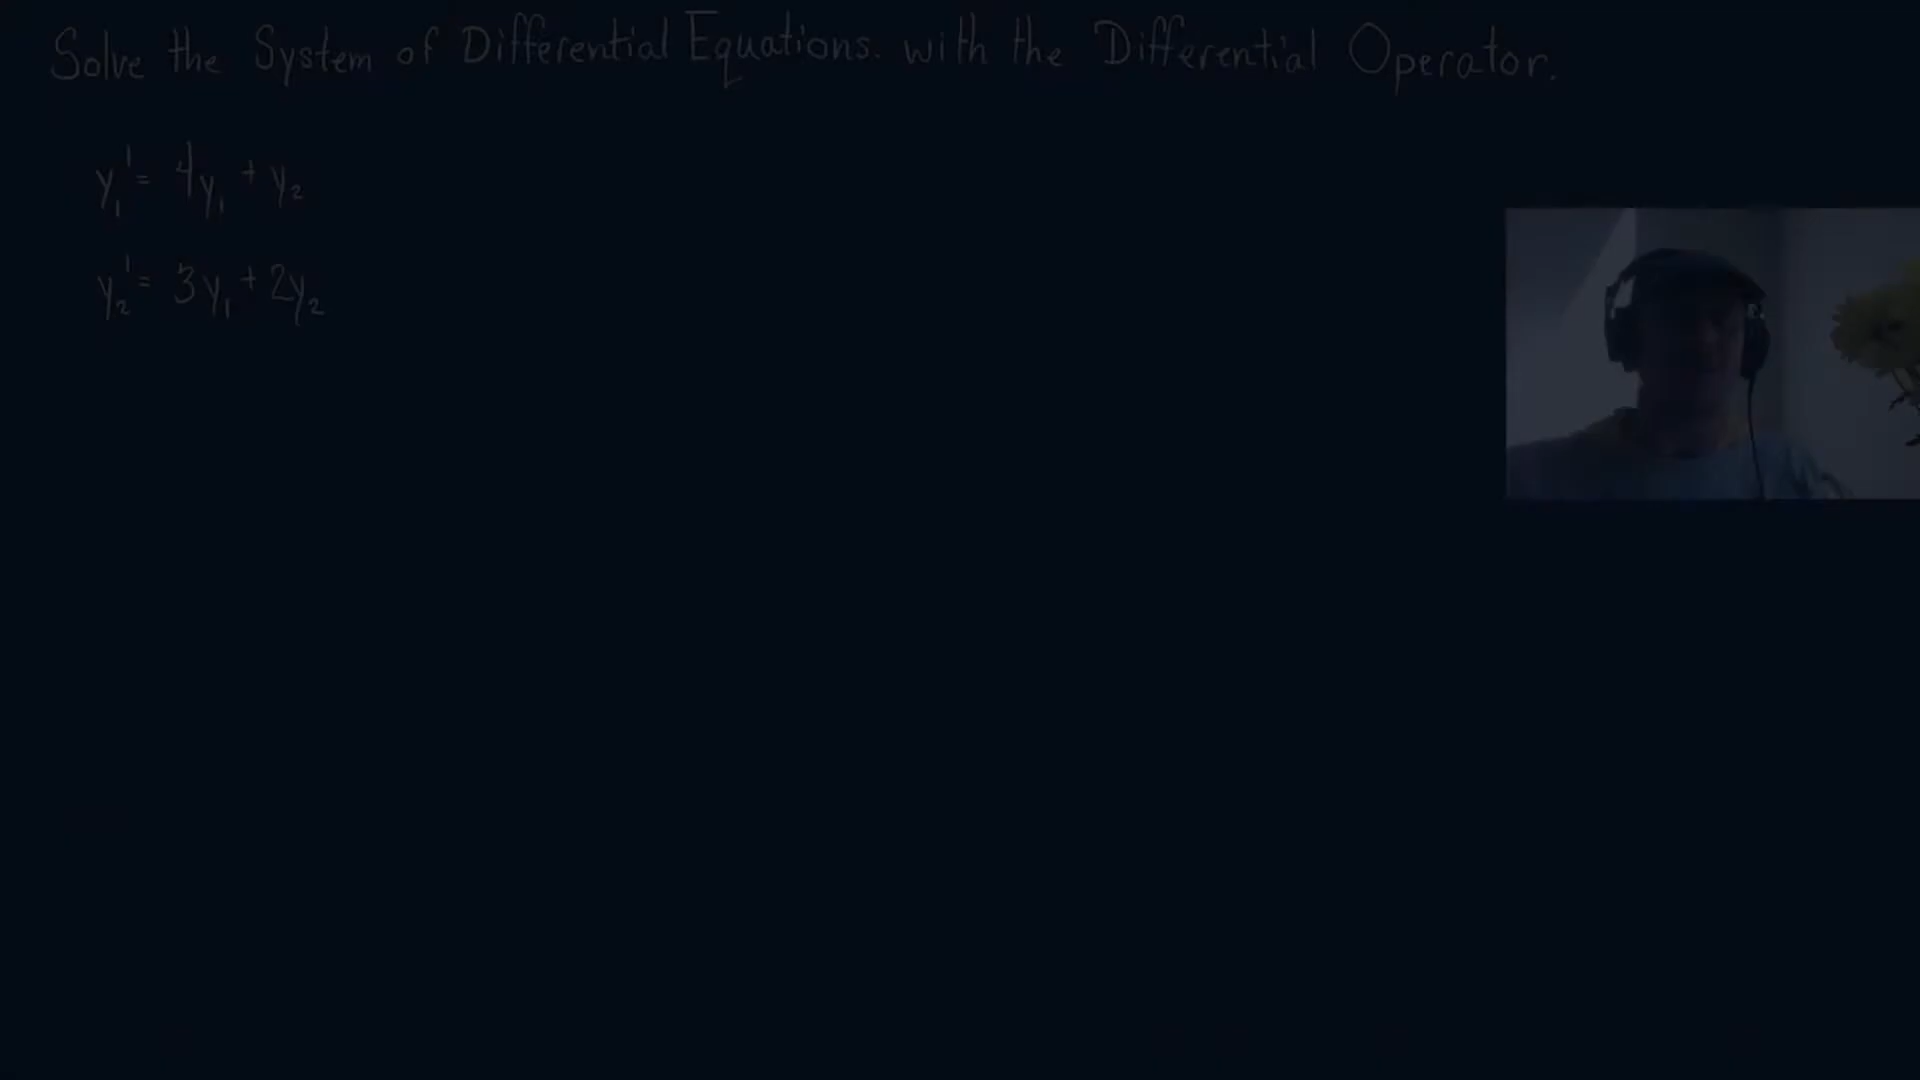 Solve the System of Differential Equations. with the Differential Operator.
y₁' = 4y₁ + y₂
y₂' = 3y₁ + 2y₂